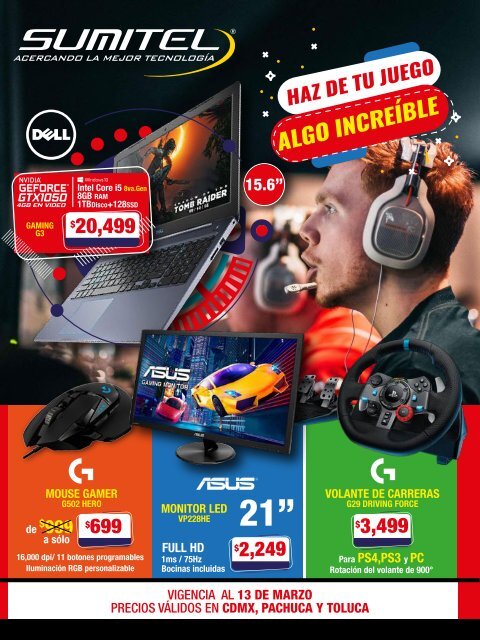 SUMITEL
ACERCANDO LA MEJOR TECNOLOGÍA
HAZ DE TU JUEGO
ALGO INCREÍBLE
DELL
NVIDIA
GEFORCE
GTX1050
4GB EN VIDEO
Windows 10
Intel Core i5 8va.Gen
8GB RAM
1TBDisco+128SSD
GAMING
G3
$20,499
15.6"
TOMB RAIDER
ASUS
GAMING MONITOR
MOUSE GAMER
G502 HERO
de $999
a sólo
$699
16,000 dpi/ 11 botones programables
Iluminación RGB personalizable
ASUS
MONITOR LED
VP228HE
21”
FULL HD
1ms / 75Hz
Bocinas incluidas
$2,249
VOLANTE DE CARRERAS
G29 DRIVING FORCE
$3,499
Para PS4,PS3 y PC
Rotación del volante de 900°
VIGENCIA AL 13 DE MARZO
PRECIOS VÁLIDOS EN CDMX, PACHUCA Y TOLUCA